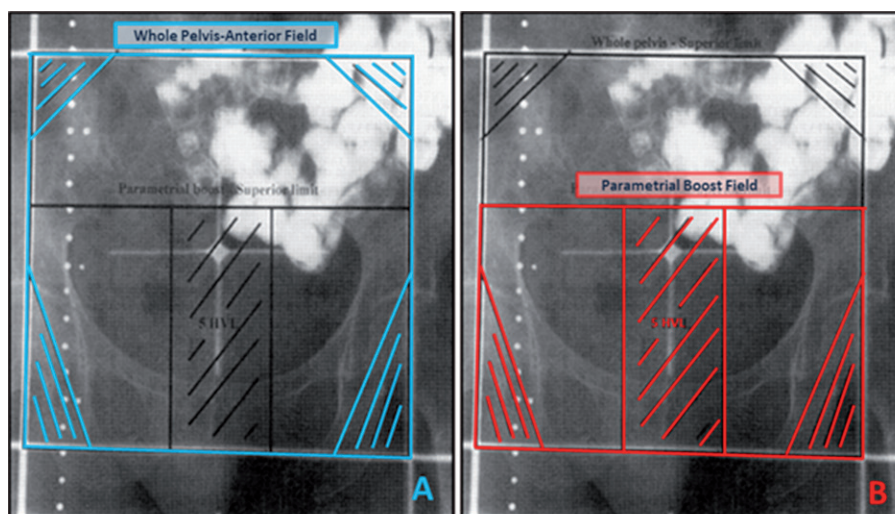 Whole Pelvis-Anterior Field
Parametrial boost - Superior limit
5 HVL
A
Whole pelvis - Superior limit
Parametrial Boost Field
5 HVL
B